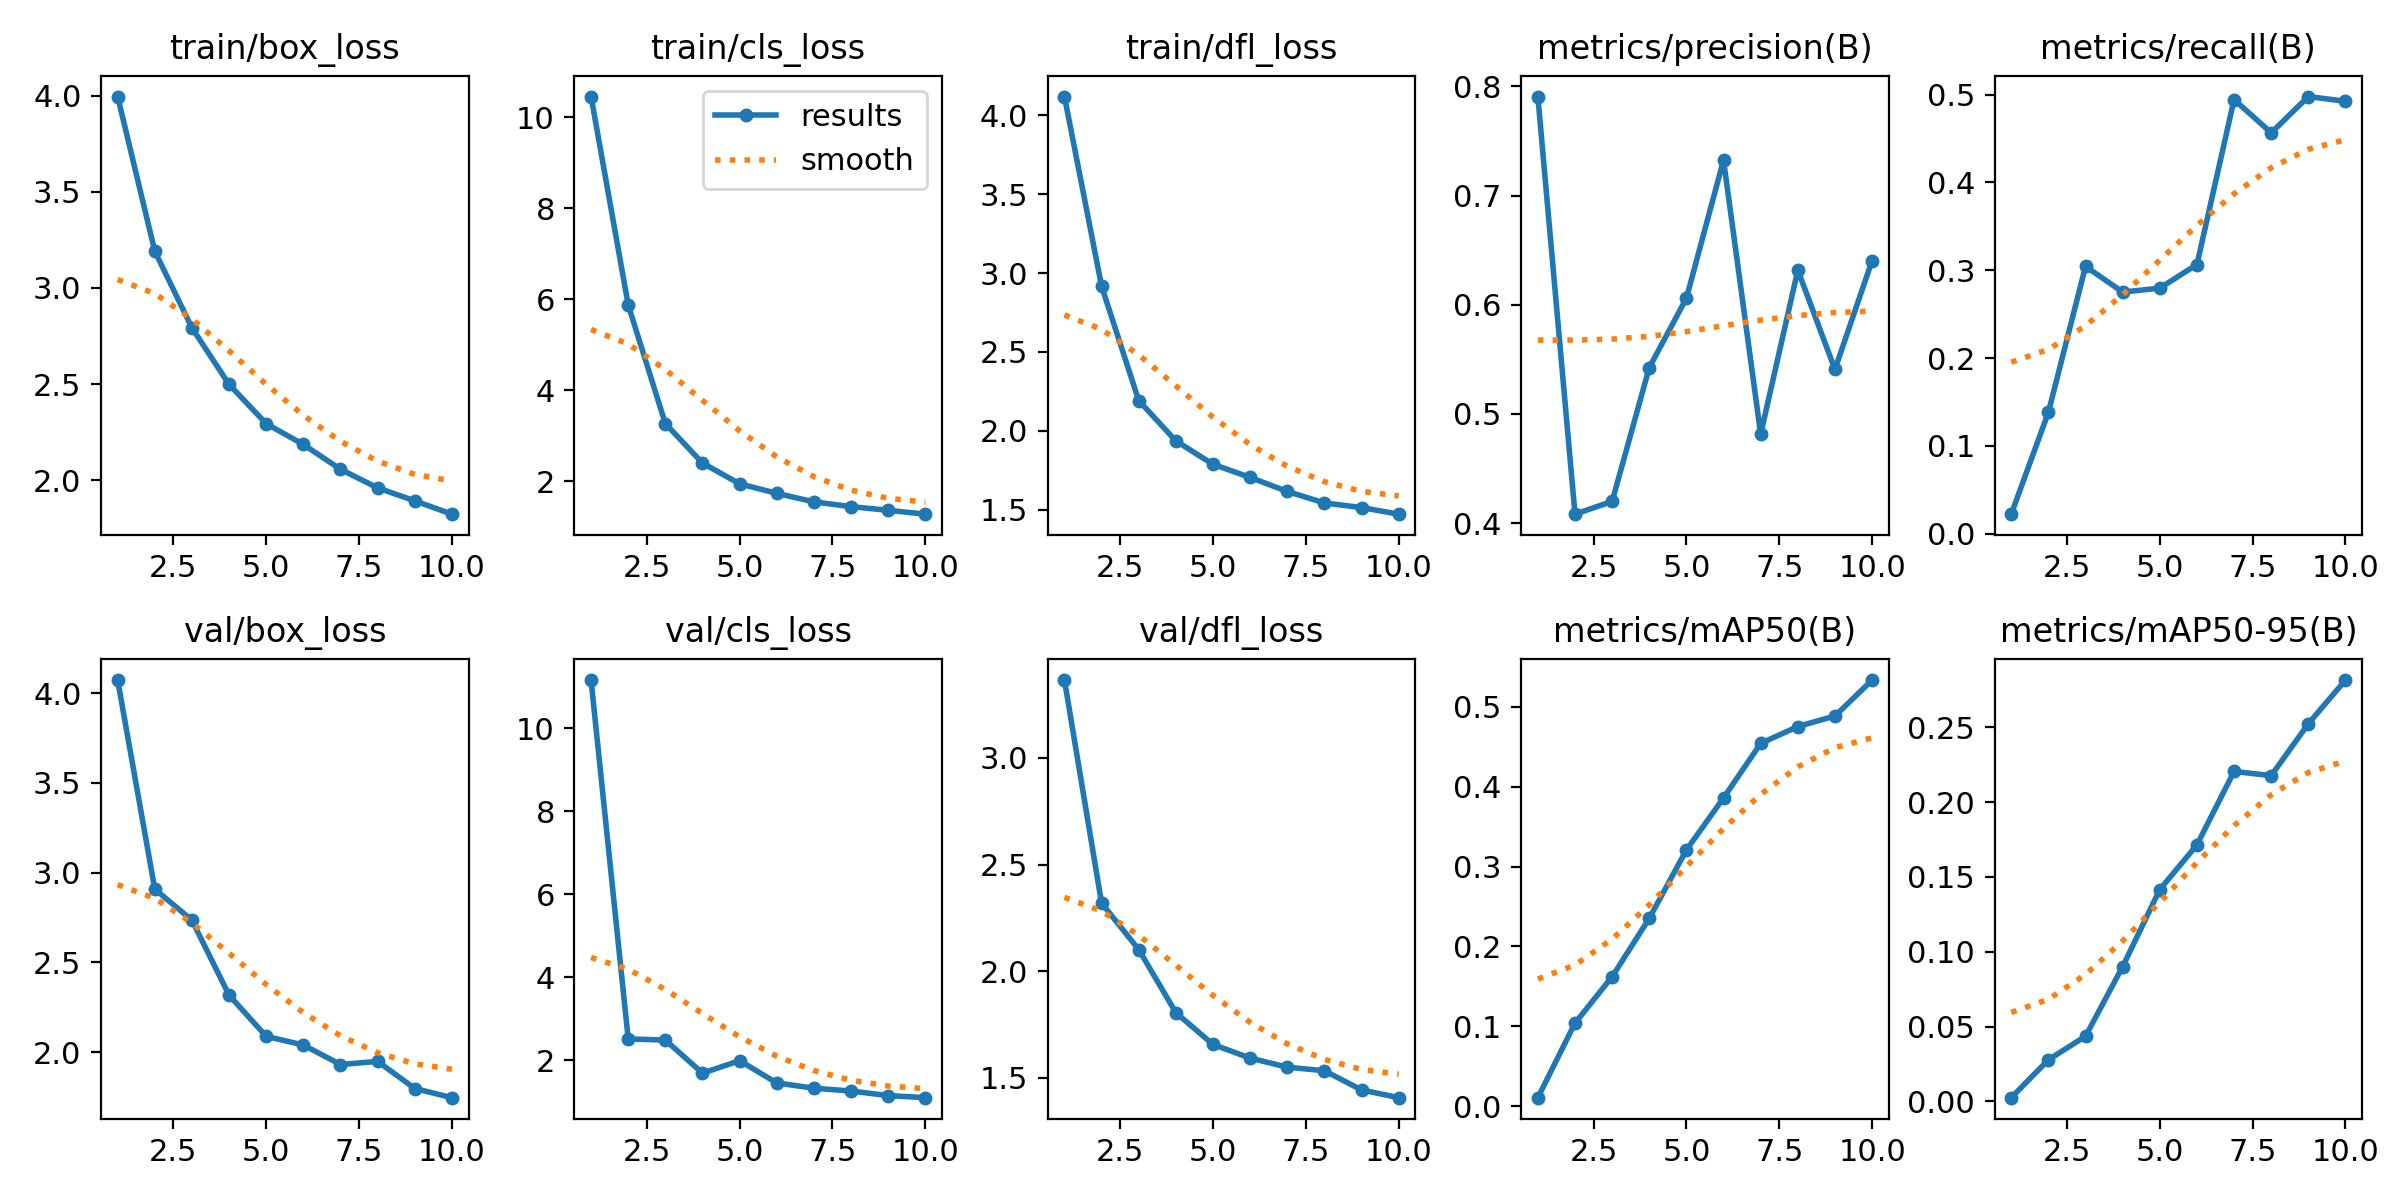 train/box_loss
4.0
3.5
3.0
2.5
2.0
2.5 5.0 7.5 10.0
train/cls_loss
results
smooth
10
8
6
4
2
2.5 5.0 7.5 10.0
train/dfl_loss
4.0
3.5
3.0
2.5
2.0
1.5
2.5 5.0 7.5 10.0
metrics/precision(B)
0.8
0.7
0.6
0.5
0.4
2.5 5.0 7.5 10.0
metrics/recall(B)
0.5
0.4
0.3
0.2
0.1
0.0
2.5 5.0 7.5 10.0
val/box_loss
4.0
3.5
3.0
2.5
2.0
2.5 5.0 7.5 10.0
val/cls_loss
10
8
6
4
2
2.5 5.0 7.5 10.0
val/dfl_loss
3.0
2.5
2.0
1.5
2.5 5.0 7.5 10.0
metrics/mAP50(B)
0.5
0.4
0.3
0.2
0.1
0.0
2.5 5.0 7.5 10.0
metrics/mAP50-95(B)
0.25
0.20
0.15
0.10
0.05
0.00
2.5 5.0 7.5 10.0